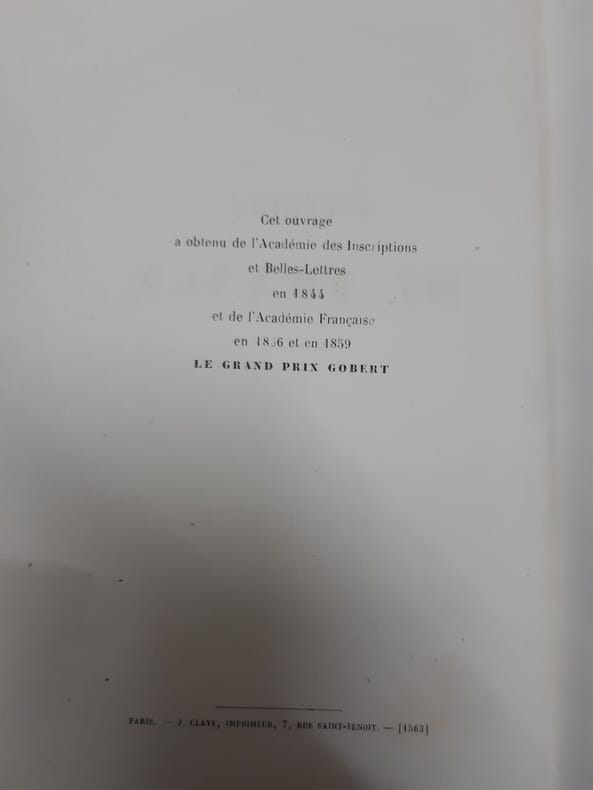 Cet ouvrage
a obtenu de l'Académie des Inscriptions
et Belles-Lettres
en 1844
et de l'Académie Française
en 1856 et en 1859
LE GRAND PRIX GOBERT
PARIS. — J. CLAYE, IMPRIMEUR, 7, RUE SAINT-BENOIT. — [1563]